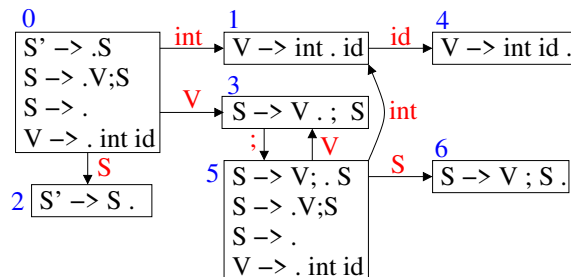 0
S' -> .S
S -> .V;S
S -> .
V -> . int id
int
1
V -> int . id
id
4
V -> int id .
V
3
S -> V . ; S
int
S
2
S' -> S .
;
V
5
S -> V; . S
S -> .V;S
S -> .
V -> . int id
S
6
S -> V ; S .